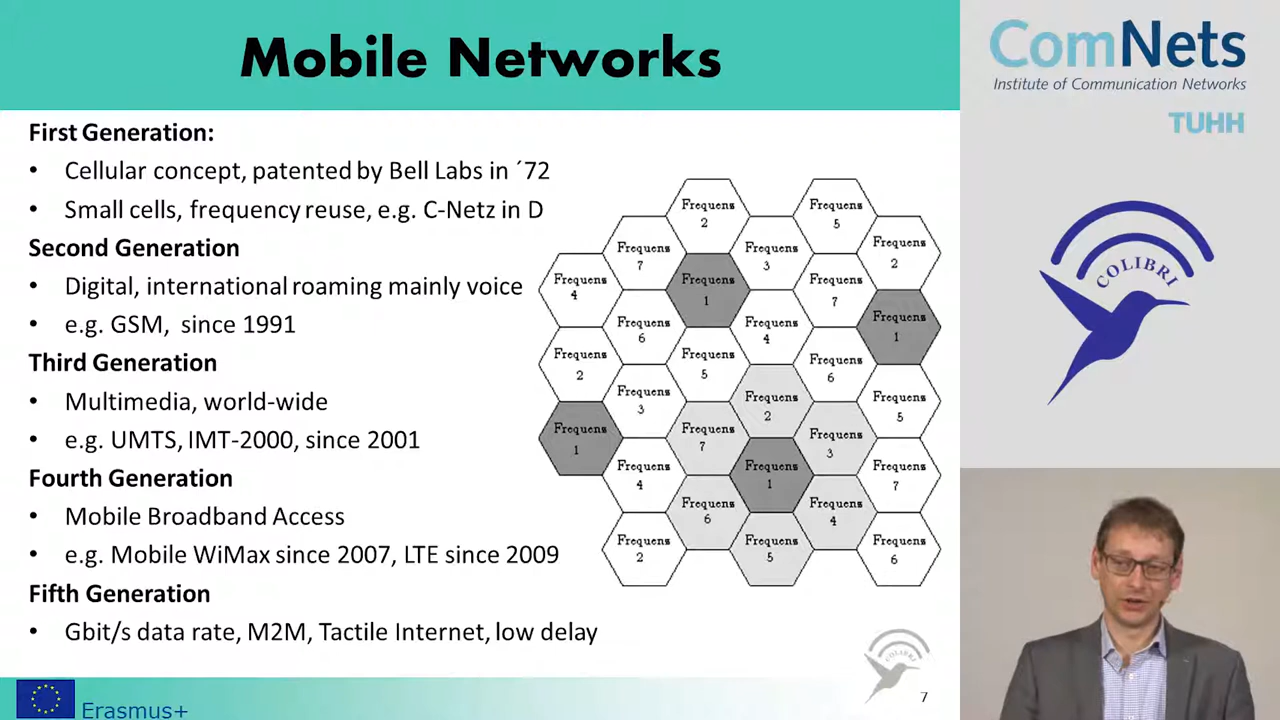 Mobile Networks
First Generation:
• Cellular concept, patented by Bell Labs in ´72
• Small cells, frequency reuse, e.g. C-Netz in D
Second Generation
• Digital, international roaming mainly voice
• e.g. GSM, since 1991
Third Generation
• Multimedia, world-wide
• e.g. UMTS, IMT-2000, since 2001
Fourth Generation
• Mobile Broadband Access
• e.g. Mobile WiMax since 2007, LTE since 2009
Fifth Generation
• Gbit/s data rate, M2M, Tactile Internet, low delay
Frequens
4
Frequens
2
Frequens
1
Frequens
7
Frequens
6
Frequens
3
Frequens
4
Frequens
2
Frequens
2
Frequens
1
Frequens
5
Frequens
7
Frequens
6
Frequens
3
Frequens
4
Frequens
2
Frequens
1
Frequens
5
Frequens
5
Frequens
7
Frequens
6
Frequens
3
Frequens
4
Frequens
2
Frequens
1
Frequens
5
Frequens
7
Frequens
6
COLIBRI
7
Erasmus+
ComNets
Institute of Communication Networks
TUHH
COLIBRI